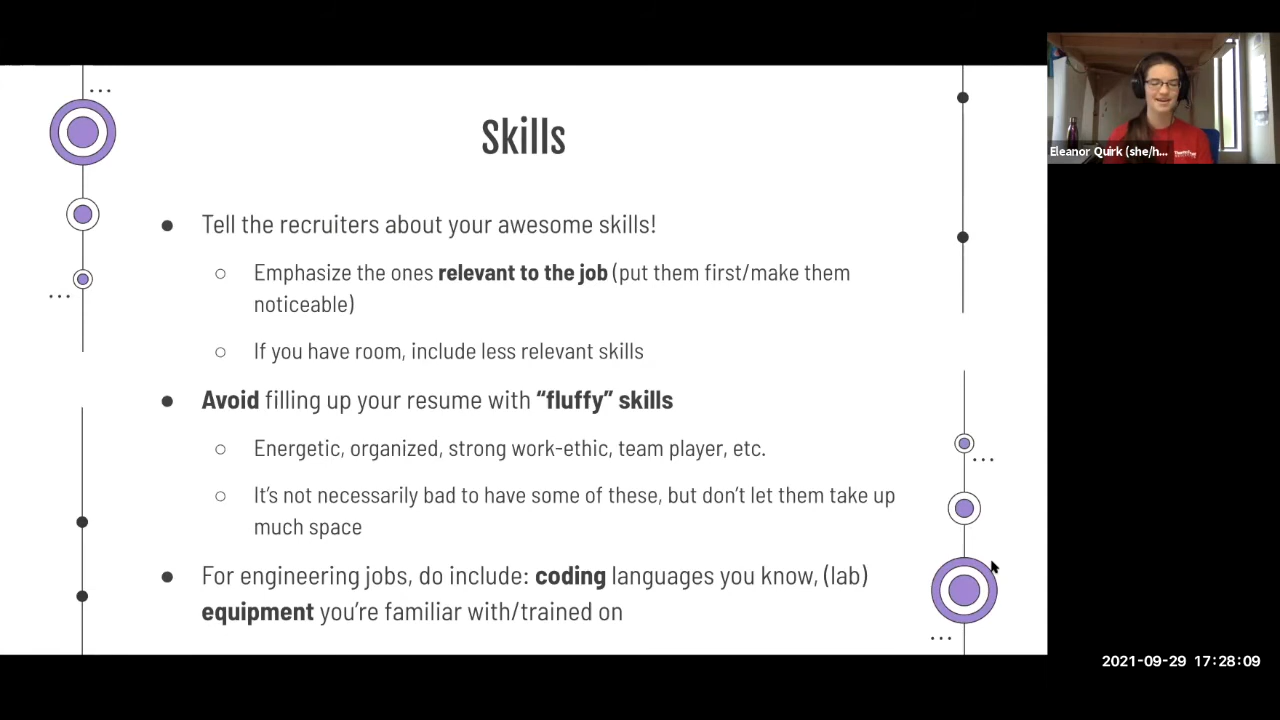 Skills
● Tell the recruiters about your awesome skills!
○ Emphasize the ones relevant to the job (put them first/make them
noticeable)
○ If you have room, include less relevant skills
● Avoid filling up your resume with “fluffy” skills
○ Energetic, organized, strong work-ethic, team player, etc.
○ It’s not necessarily bad to have some of these, but don’t let them take up
much space
● For engineering jobs, do include: coding languages you know, (lab)
equipment you’re familiar with/trained on
Eleanor Quirk (she/h...
2021-09-29 17:28:09